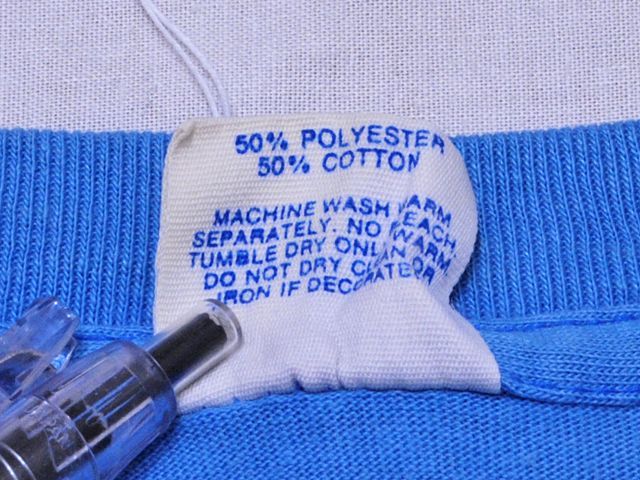 50% POLYESTER
50% COTTON
MACHINE WASH WARM
SEPARATELY. NO BLEACH.
TUMBLE DRY ON WARM.
DO NOT DRY CLEAN OR
IRON IF DECORATED